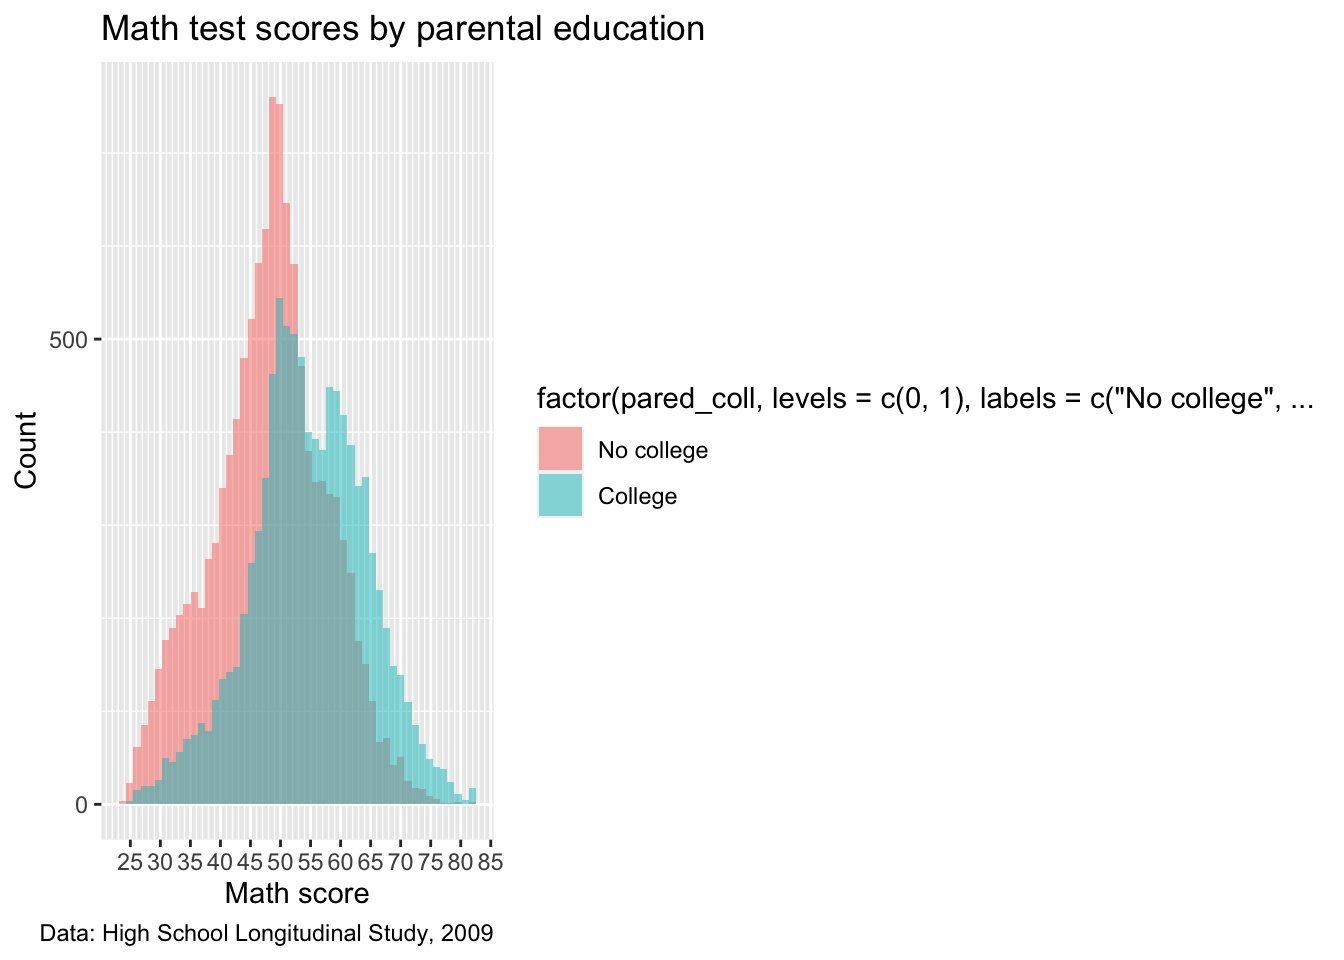 Math test scores by parental education
Count
500
0
factor(pared_coll, levels = c(0, 1), labels = c("No college", ...
No college
College
25 30 35 40 45 50 55 60 65 70 75 80 85
Math score
Data: High School Longitudinal Study, 2009